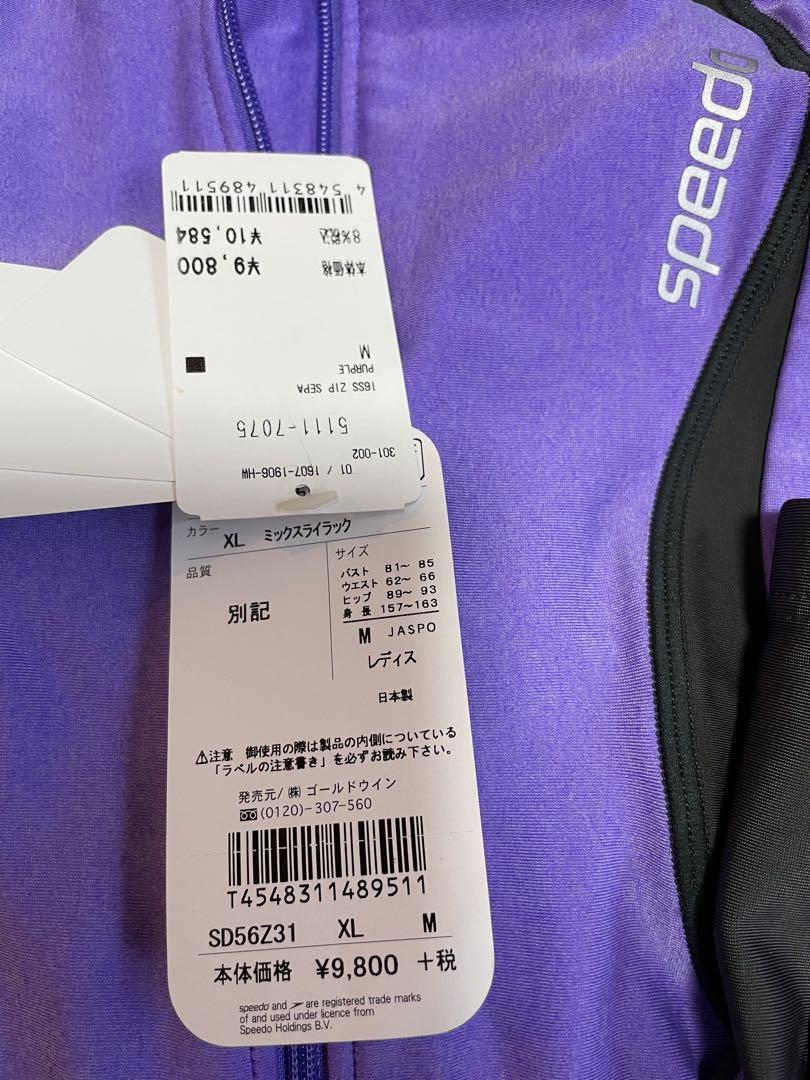 speedo
01 / 1607-1906-HW
301-002
5111-7075
16SS ZIP SEPA
PURPLE
M
本体価格 ¥9,800
8%税込 ¥10,584
4 548311 489511
カラー XL ミックスライラック
品質
別記
サイズ
バスト 81～ 85
ウエスト 62～ 66
ヒップ 89～ 93
身 長 157～163
M JASPO
レディス
日本製
⚠注意 御使用の際は製品の内側についている
「ラベルの注意書き」を必ずお読み下さい。
発売元/ ㈱ ゴールドウイン
(0120)-307-560
T4548311489511
SD56Z31 XL M
本体価格 ¥9,800 +税
speedo and are registered trade marks
of and used under licence from
Speedo Holdings B.V.